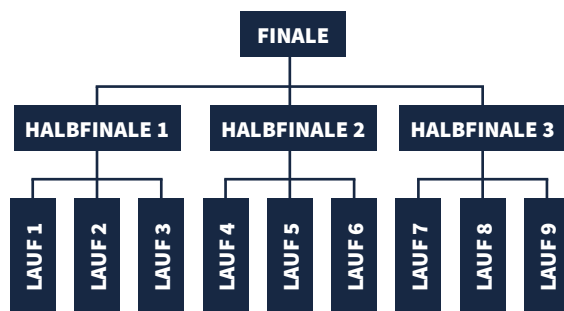 FINALE
HALBFINALE 1
HALBFINALE 2
HALBFINALE 3
LAUF 1
LAUF 2
LAUF 3
LAUF 4
LAUF 5
LAUF 6
LAUF 7
LAUF 8
LAUF 9